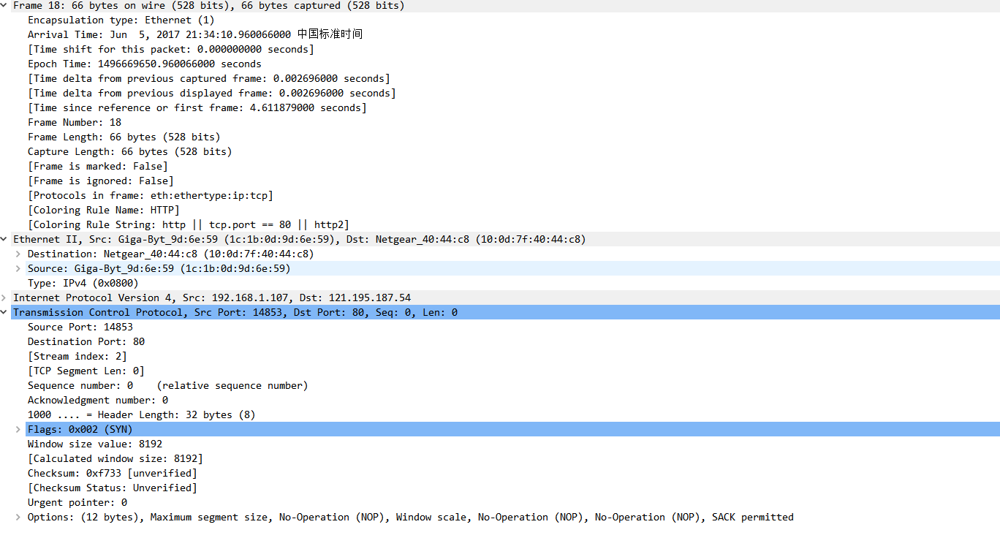 Frame 18: 66 bytes on wire (528 bits), 66 bytes captured (528 bits)
Encapsulation type: Ethernet (1)
Arrival Time: Jun  5, 2017 21:34:10.960066000 中国标准时间
[Time shift for this packet: 0.000000000 seconds]
Epoch Time: 1496669650.960066000 seconds
[Time delta from previous captured frame: 0.002696000 seconds]
[Time delta from previous displayed frame: 0.002696000 seconds]
[Time since reference or first frame: 4.611879000 seconds]
Frame Number: 18
Frame Length: 66 bytes (528 bits)
Capture Length: 66 bytes (528 bits)
[Frame is marked: False]
[Frame is ignored: False]
[Protocols in frame: eth:ethertype:ip:tcp]
[Coloring Rule Name: HTTP]
[Coloring Rule String: http || tcp.port == 80 || http2]
Ethernet II, Src: Giga-Byt_9d:6e:59 (1c:1b:0d:9d:6e:59), Dst: Netgear_40:44:c8 (10:0d:7f:40:44:c8)
Destination: Netgear_40:44:c8 (10:0d:7f:40:44:c8)
Source: Giga-Byt_9d:6e:59 (1c:1b:0d:9d:6e:59)
Type: IPv4 (0x0800)
Internet Protocol Version 4, Src: 192.168.1.107, Dst: 121.195.187.54
Transmission Control Protocol, Src Port: 14853, Dst Port: 80, Seq: 0, Len: 0
Source Port: 14853
Destination Port: 80
[Stream index: 2]
[TCP Segment Len: 0]
Sequence number: 0    (relative sequence number)
Acknowledgment number: 0
1000 .... = Header Length: 32 bytes (8)
Flags: 0x002 (SYN)
Window size value: 8192
[Calculated window size: 8192]
Checksum: 0xf733 [unverified]
[Checksum Status: Unverified]
Urgent pointer: 0
Options: (12 bytes), Maximum segment size, No-Operation (NOP), Window scale, No-Operation (NOP), No-Operation (NOP), SACK permitted